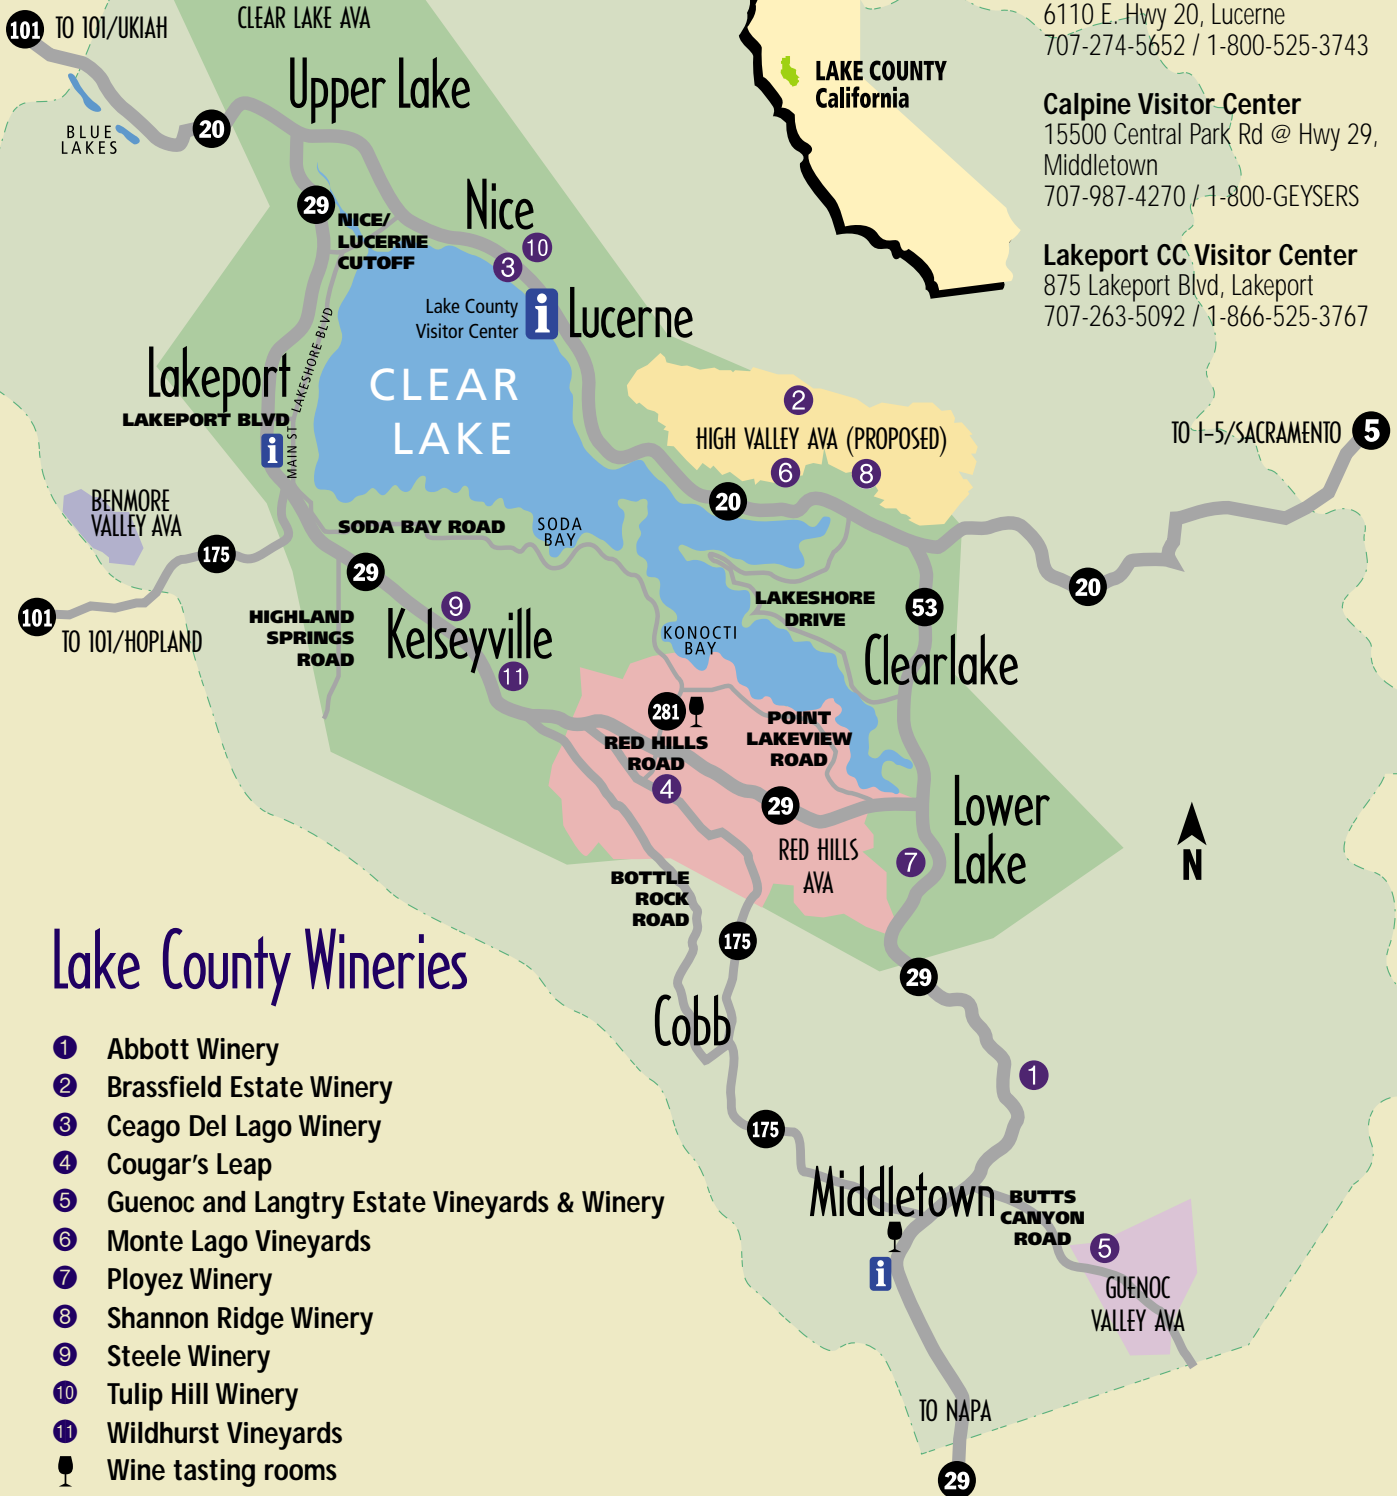 101 TO 101/UKIAH
CLEAR LAKE AVA
Upper Lake
BLUE
LAKES
20
29
NICE/
LUCERNE
CUTOFF
Nice
10
3
Lake County
Visitor Center
i
Lucerne
LAKE COUNTY
California
6110 E. Hwy 20, Lucerne
707-274-5652 / 1-800-525-3743
Calpine Visitor Center
15500 Central Park Rd @ Hwy 29,
Middletown
707-987-4270 / 1-800-GEYSERS
Lakeport CC Visitor Center
875 Lakeport Blvd, Lakeport
707-263-5092 / 1-866-525-3767
Lakeport
LAKEPORT BLVD
i
MAIN ST
LAKESHORE BLVD
CLEAR
LAKE
2
HIGH VALLEY AVA (PROPOSED)
6
8
20
TO I-5/SACRAMENTO 5
BENMORE
VALLEY AVA
175
101
TO 101/HOPLAND
SODA BAY ROAD
SODA
BAY
29
HIGHLAND
SPRINGS
ROAD
9
Kelseyville
11
KONOCTI
BAY
LAKESHORE
DRIVE
53
20
Clearlake
281
RED HILLS
ROAD
4
POINT
LAKEVIEW
ROAD
29
RED HILLS
AVA
7
Lower
Lake
N
BOTTLE
ROCK
ROAD
175
29
Cobb
1
175
Middletown
i
BUTTS
CANYON
ROAD
5
GUENOC
VALLEY AVA
TO NAPA
29
Lake County Wineries
1 Abbott Winery
2 Brassfield Estate Winery
3 Ceago Del Lago Winery
4 Cougar's Leap
5 Guenoc and Langtry Estate Vineyards & Winery
6 Monte Lago Vineyards
7 Ployez Winery
8 Shannon Ridge Winery
9 Steele Winery
10 Tulip Hill Winery
11 Wildhurst Vineyards
Wine tasting rooms